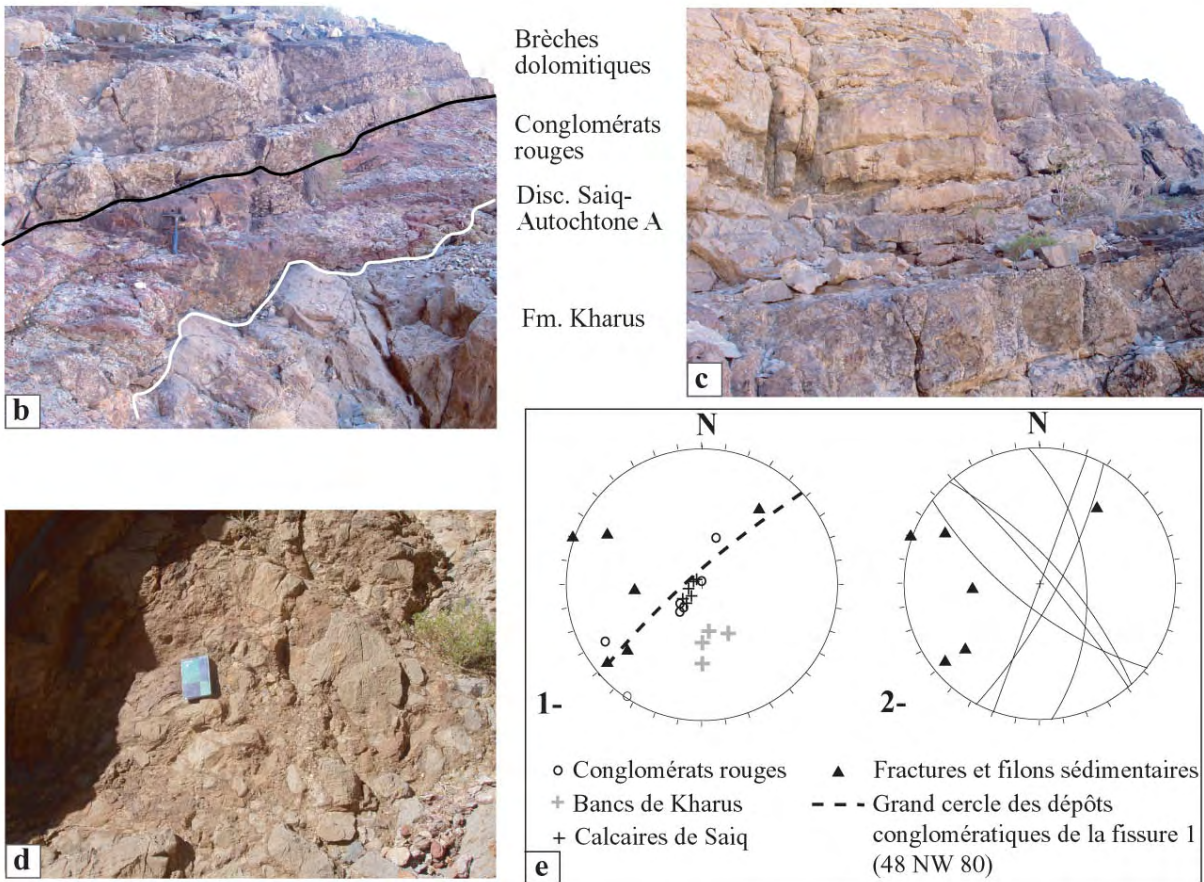 Brèches
dolomitiques
Conglomérats
rouges
Disc. Saiq-
Autochtone A
Fm. Kharus
b
c
d
N
N
1-
2-
Conglomérats rouges
Bancs de Kharus
Calcaires de Saiq
Fractures et filons sédimentaires
Grand cercle des dépôts
conglomératiques de la fissure 1
(48 NW 80)
e